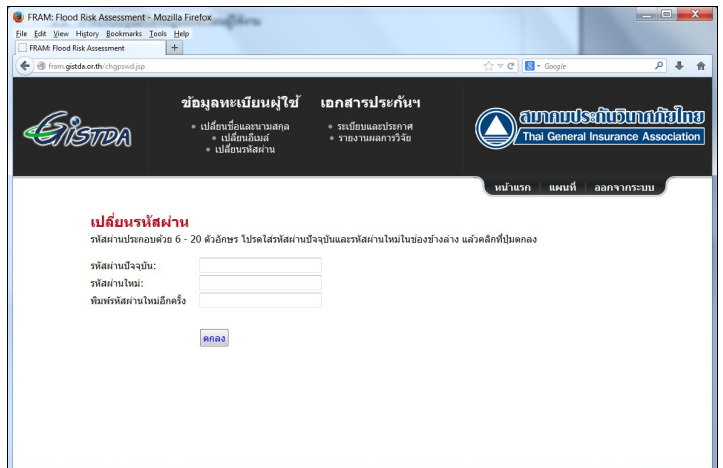 FRAM: Flood Risk Assessment - Mozilla Firefox
File Edit View History Bookmarks Tools Help
FRAM: Flood Risk Assessment +
fram.gistda.or.th/chgpswd.jsp Google
ข้อมูลทะเบียนผู้ใช้ เอกสารประกันฯ
• เปลี่ยนชื่อและนามสกุล • ระเบียบและประกาศ
• เปลี่ยนอีเมล์ • รายงานผลการวิจัย
• เปลี่ยนรหัสผ่าน
GISTDA
สมาคมประกันวินาศภัยไทย
Thai General Insurance Association
หน้าแรก แผนที่ ออกจากระบบ
เปลี่ยนรหัสผ่าน
รหัสผ่านประกอบด้วย 6 - 20 ตัวอักษร โปรดใส่รหัสผ่านปัจจุบันและรหัสผ่านใหม่ในช่องข้างล่าง แล้วคลิกที่ปุ่มตกลง
รหัสผ่านปัจจุบัน:
รหัสผ่านใหม่:
พิมพ์รหัสผ่านใหม่อีกครั้ง
ตกลง